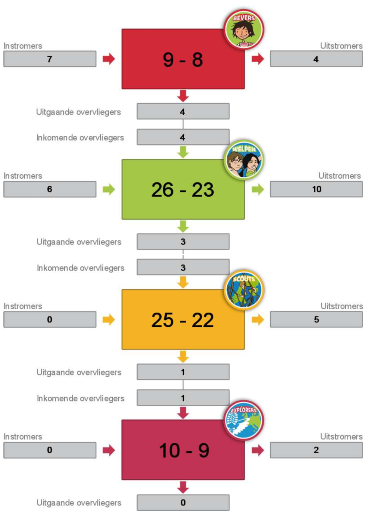 BEVERS
Instromers
Uitstromers
7
9 - 8
4
Uitgaande overvliegers
4
Inkomende overvliegers
4
WELPEN
Instromers
Uitstromers
6
26 - 23
10
Uitgaande overvliegers
3
Inkomende overvliegers
3
SCOUTS
Instromers
Uitstromers
0
25 - 22
5
Uitgaande overvliegers
1
Inkomende overvliegers
1
EXPLORERS
Instromers
Uitstromers
0
10 - 9
2
Uitgaande overvliegers
0